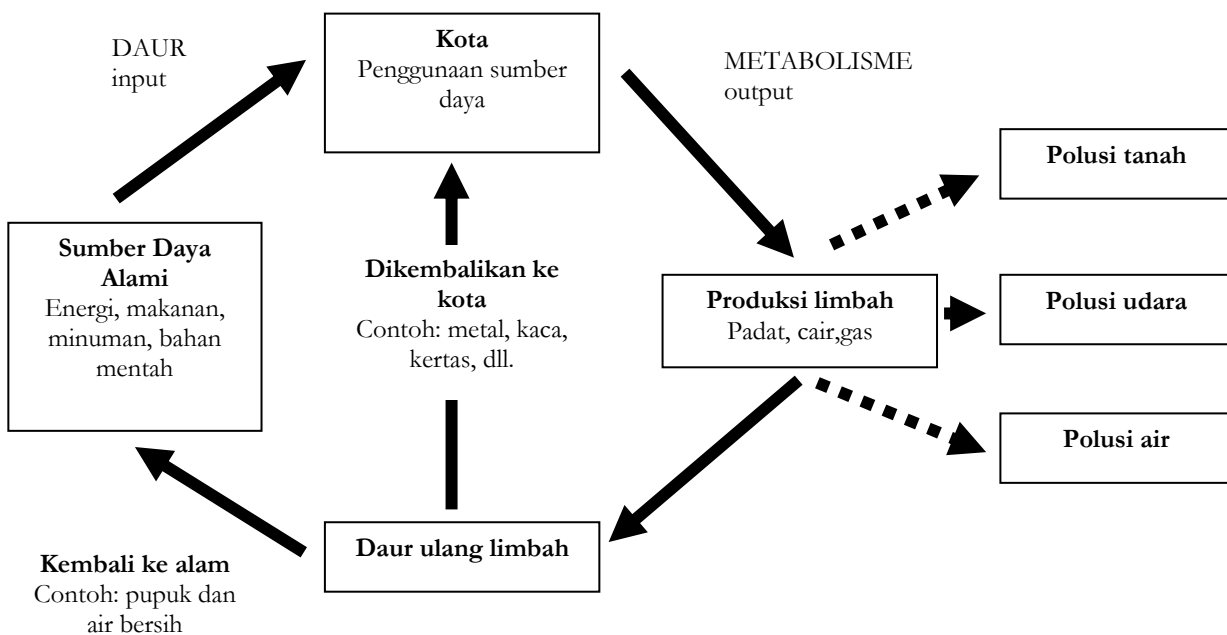 DAUR
input
Kota
Penggunaan sumber
daya
METABOLISME
output
Polusi tanah
Sumber Daya
Alami
Energi, makanan,
minuman, bahan
mentah
Dikembalikan ke
kota
Contoh: metal, kaca,
kertas, dll.
Produksi limbah
Padat, cair,gas
Polusi udara
Polusi air
Daur ulang limbah
Kembali ke alam
Contoh: pupuk dan
air bersih